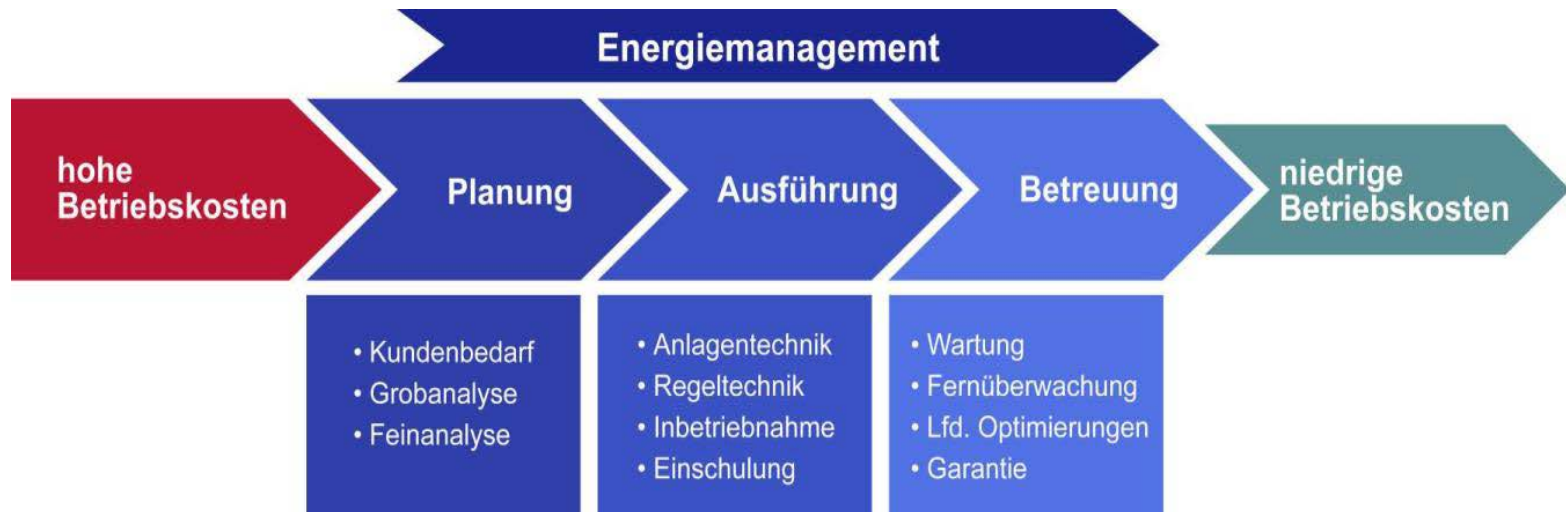 Energiemanagement
hohe
Betriebskosten
Planung
Ausführung
Betreuung
niedrige
Betriebskosten
• Kundenbedarf
• Grobanalyse
• Feinanalyse
• Anlagentechnik
• Regeltechnik
• Inbetriebnahme
• Einschulung
• Wartung
• Fernüberwachung
• Lfd. Optimierungen
• Garantie